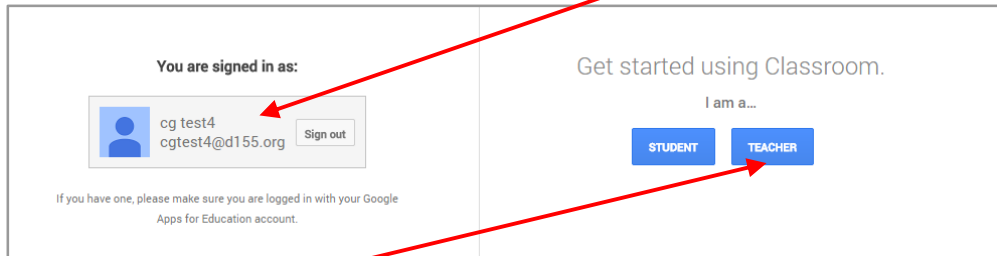 You are signed in as:
cg test4
cgtest4@d155.org
Sign out
If you have one, please make sure you are logged in with your Google
Apps for Education account.
Get started using Classroom.
I am a...
STUDENT
TEACHER